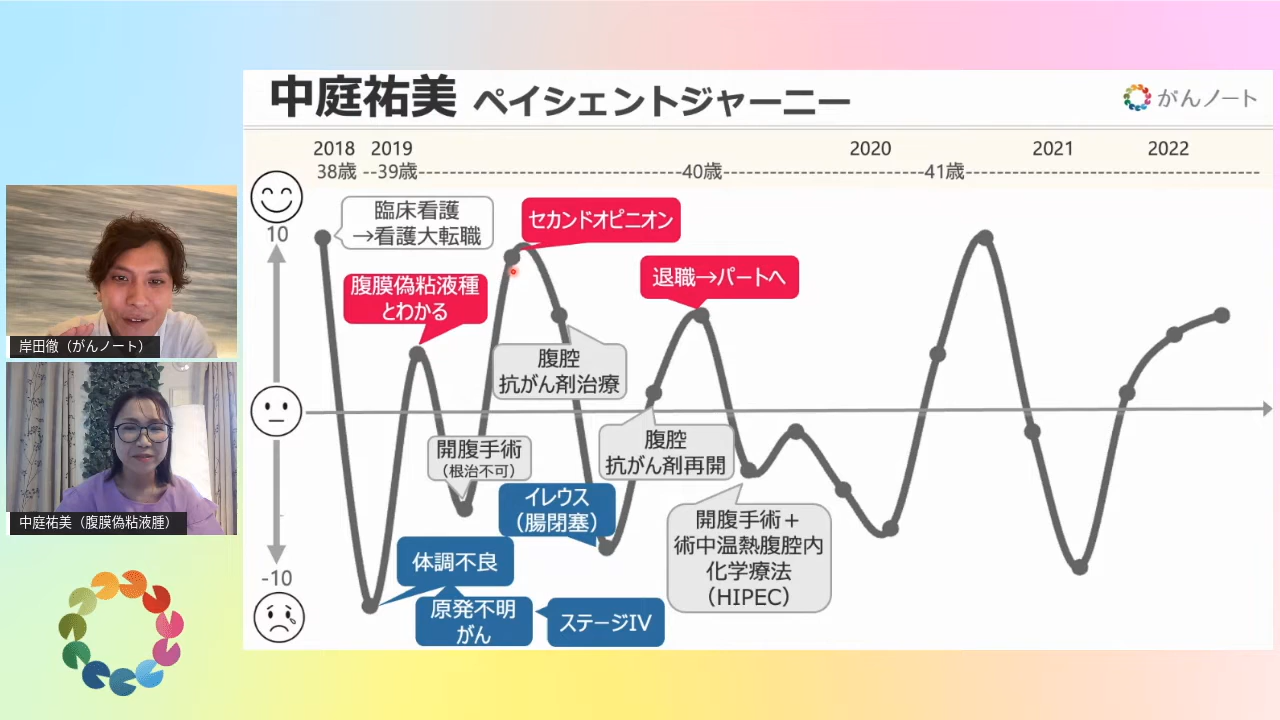 中庭祐美 ペイシェントジャーニー
がんノート
2018 2019 2020 2021 2022
38歳 --39歳-----------------------------------40歳---------------------------41歳----------------------------------------
10
臨床看護
→看護大転職
セカンドオピニオン
腹膜偽粘液種
とわかる
退職→パートへ
腹腔
抗がん剤治療
開腹手術
（根治不可）
腹腔
抗がん剤再開
イレウス
（腸閉塞）
開腹手術＋
術中温熱腹腔内
化学療法
（HIPEC）
体調不良
-10
原発不明
がん
ステージIV
岸田徹（がんノート）
中庭祐美（腹膜偽粘液腫）